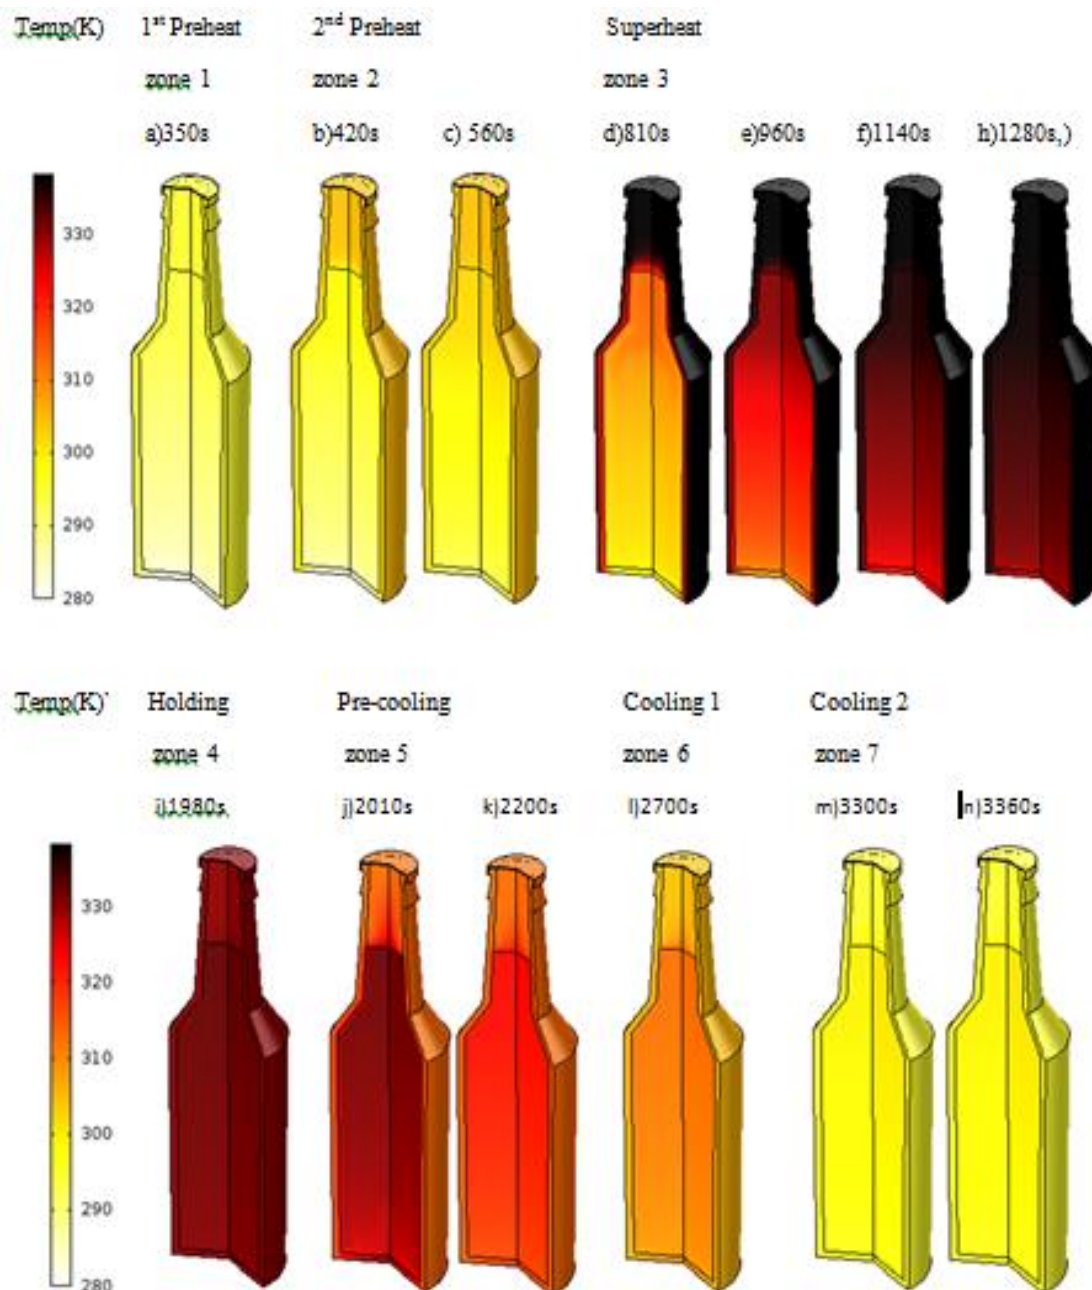 Temp(K) 1st Preheat 2nd Preheat Superheat
zone 1 zone 2 zone 3
a)350s b)420s c) 560s d)810s e)960s f)1140s h)1280s,)
330
320
310
300
290
280
Temp(K)` Holding Pre-cooling Cooling 1 Cooling 2
zone 4 zone 5 zone 6 zone 7
i)1980s, j)2010s k)2200s l)2700s m)3300s n)3360s
330
320
310
300
290
280